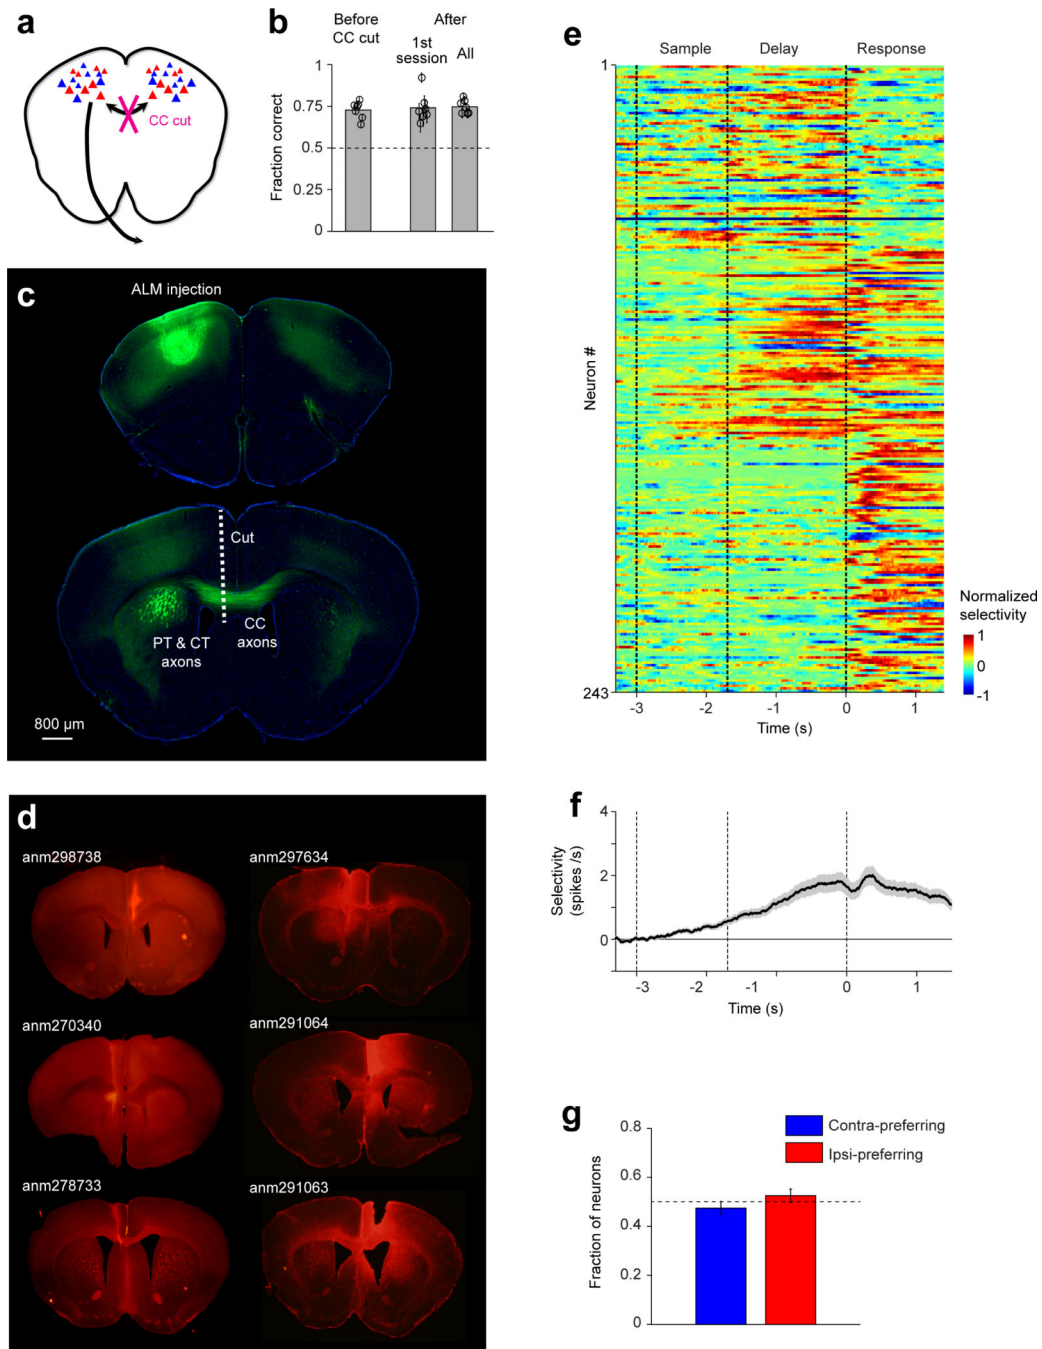 a
CC cut
b
Before
CC cut
After
1st
session
All
Fraction correct
1
0.75
0.5
0.25
0
c
ALM injection
Cut
PT & CT
axons
CC
axons
800 µm
d
anm298738
anm297634
anm270340
anm291064
anm278733
anm291063
e
Sample
Delay
Response
1
Neuron #
243
-3
-2
-1
0
1
Time (s)
Normalized
selectivity
1
0
-1
f
Selectivity
(spikes /s)
4
2
0
-3
-2
-1
0
1
Time (s)
g
Fraction of neurons
0.8
0.6
0.4
0.2
0
Contra-preferring
Ipsi-preferring